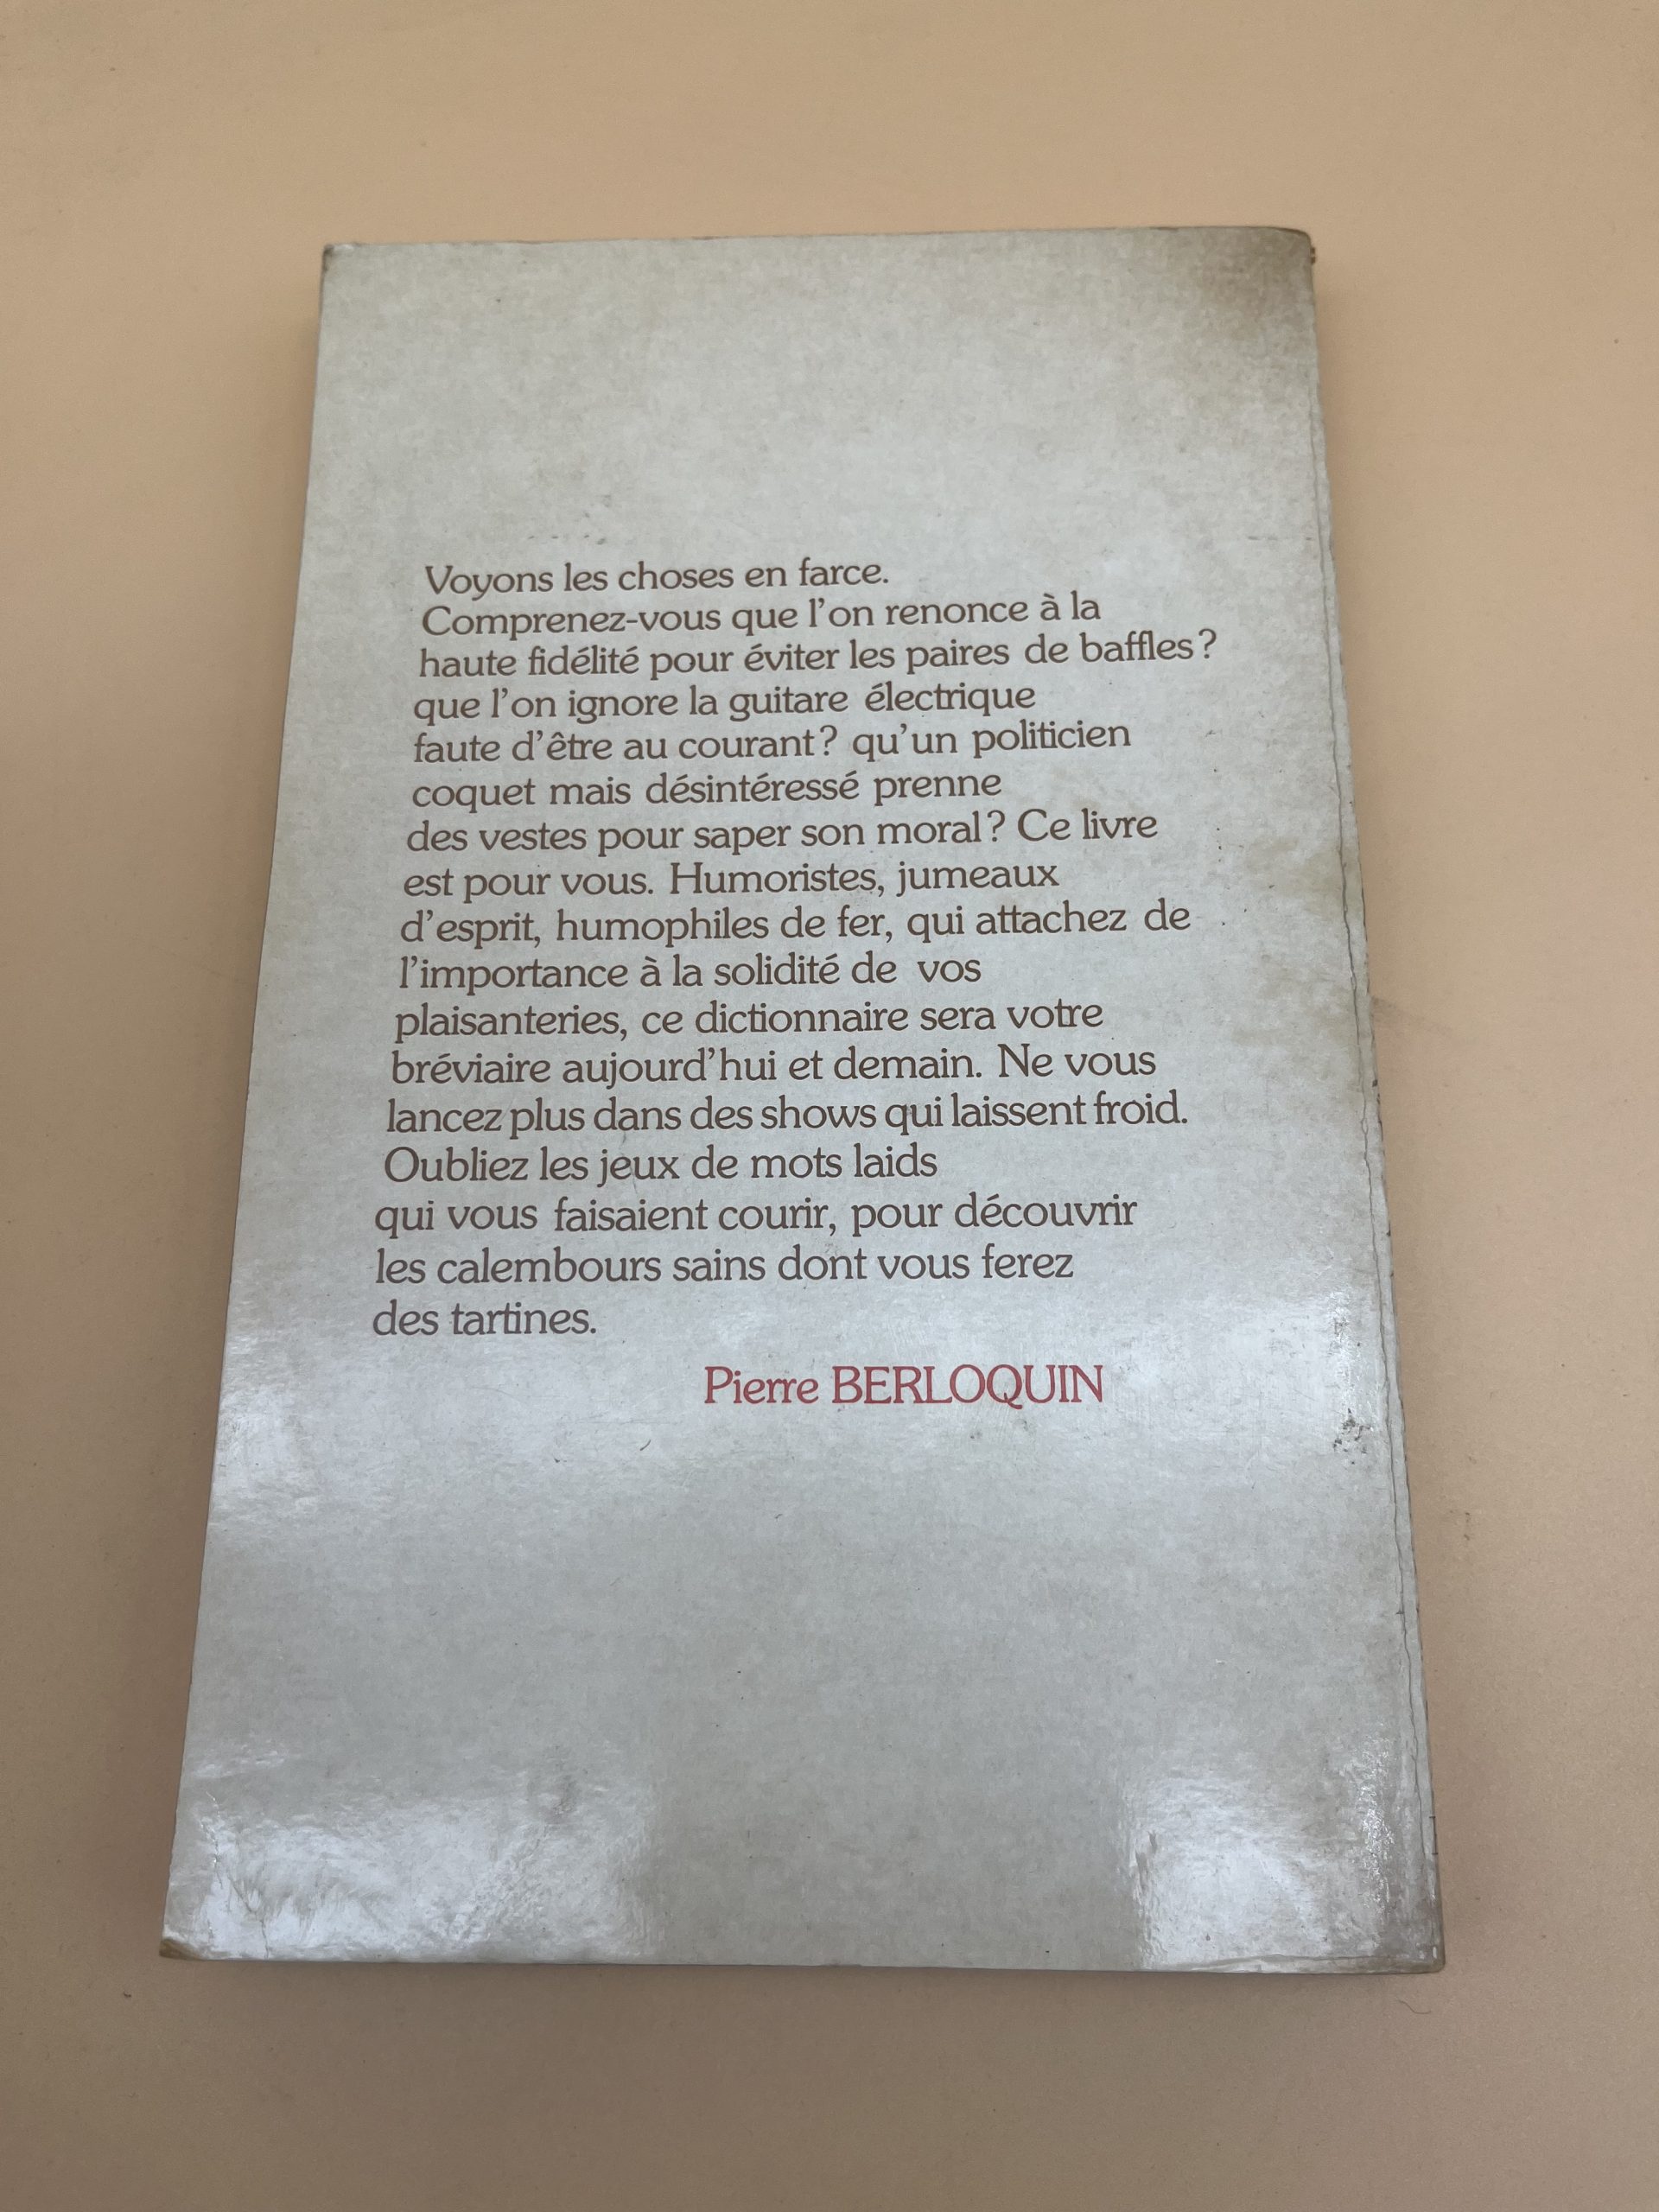 Voyons les choses en farce.
Comprenez-vous que l'on renonce à la
haute fidélité pour éviter les paires de baffles ?
que l'on ignore la guitare électrique
faute d'être au courant ? qu'un politicien
coquet mais désintéressé prenne
des vestes pour saper son moral ? Ce livre
est pour vous. Humoristes, jumeaux
d'esprit, humophiles de fer, qui attachez de
l'importance à la solidité de vos
plaisanteries, ce dictionnaire sera votre
bréviaire aujourd'hui et demain. Ne vous
lancez plus dans des shows qui laissent froid.
Oubliez les jeux de mots laids
qui vous faisaient courir, pour découvrir
les calembours sains dont vous ferez
des tartines.
Pierre BERLOQUIN